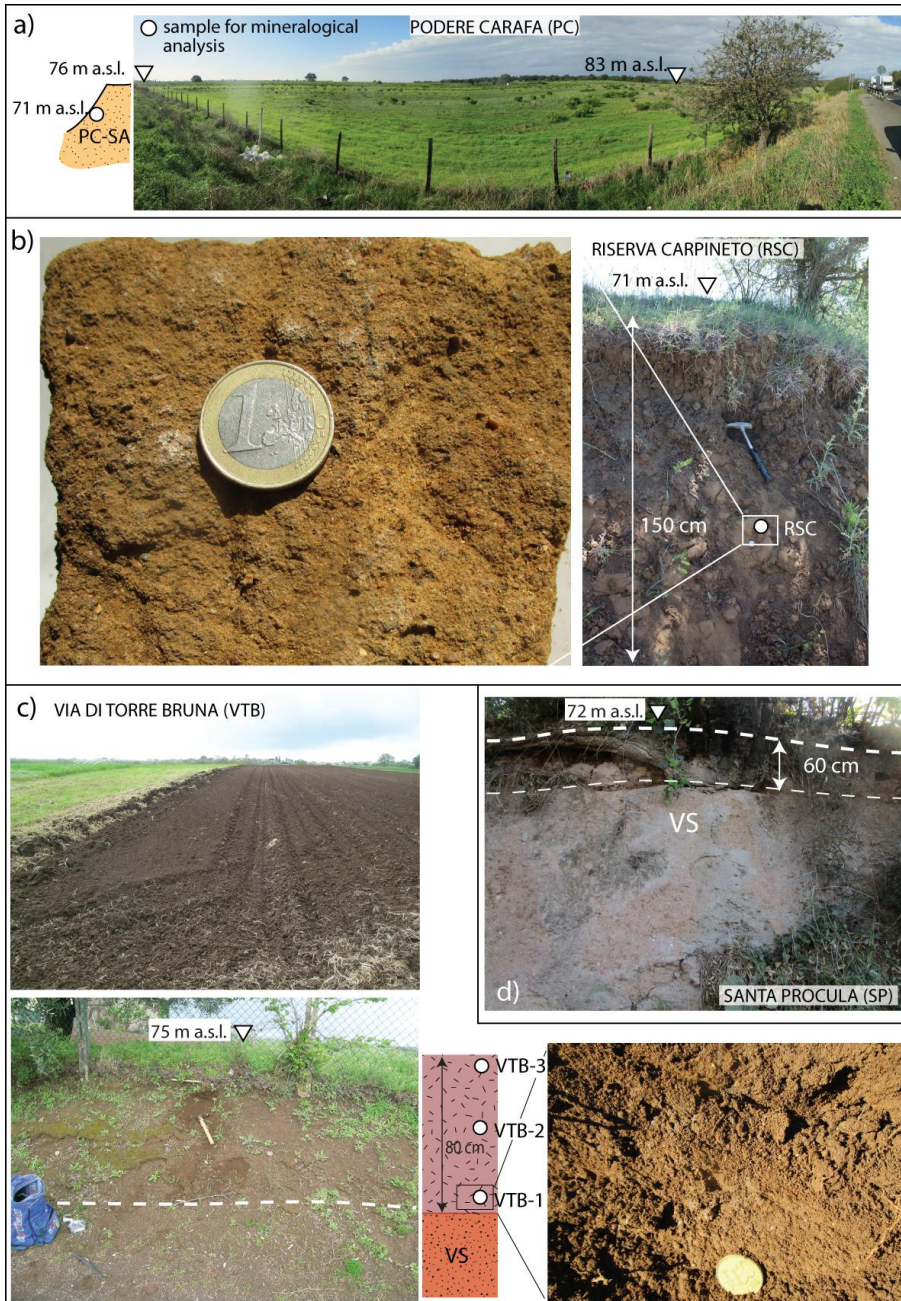 a)
sample for mineralogical
analysis
PODERE CARAFA (PC)
76 m a.s.l.
83 m a.s.l.
71 m a.s.l.
PC-SA
b)
RISERVA CARPINETO (RSC)
71 m a.s.l.
1
EURO
150 cm
RSC
c)
VIA DI TORRE BRUNA (VTB)
72 m a.s.l.
60 cm
VS
d)
SANTA PROCULA (SP)
75 m a.s.l.
VTB-3
VTB-2
80 cm
VTB-1
VS